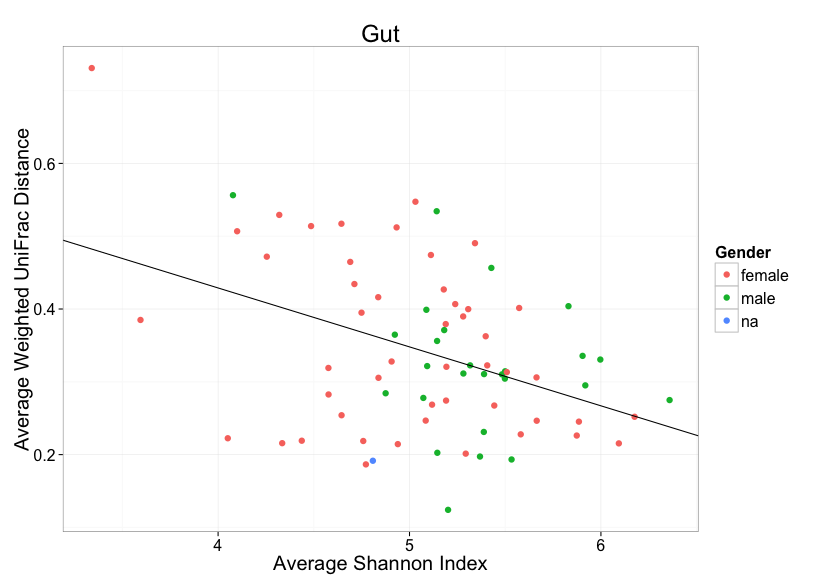 Gut
Average Weighted UniFrac Distance
0.6
0.4
0.2
4 5 6
Average Shannon Index
Gender
female
male
na